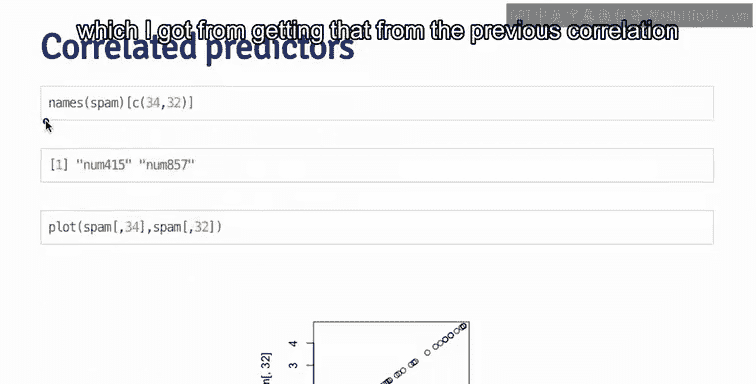 which I got from getting that from the previous correlation
Correlated predictors
names(spam)[c(34,32)]
[1] "num415" "num857"
plot(spam[,34],spam[,32])
4
3
m[, 32]